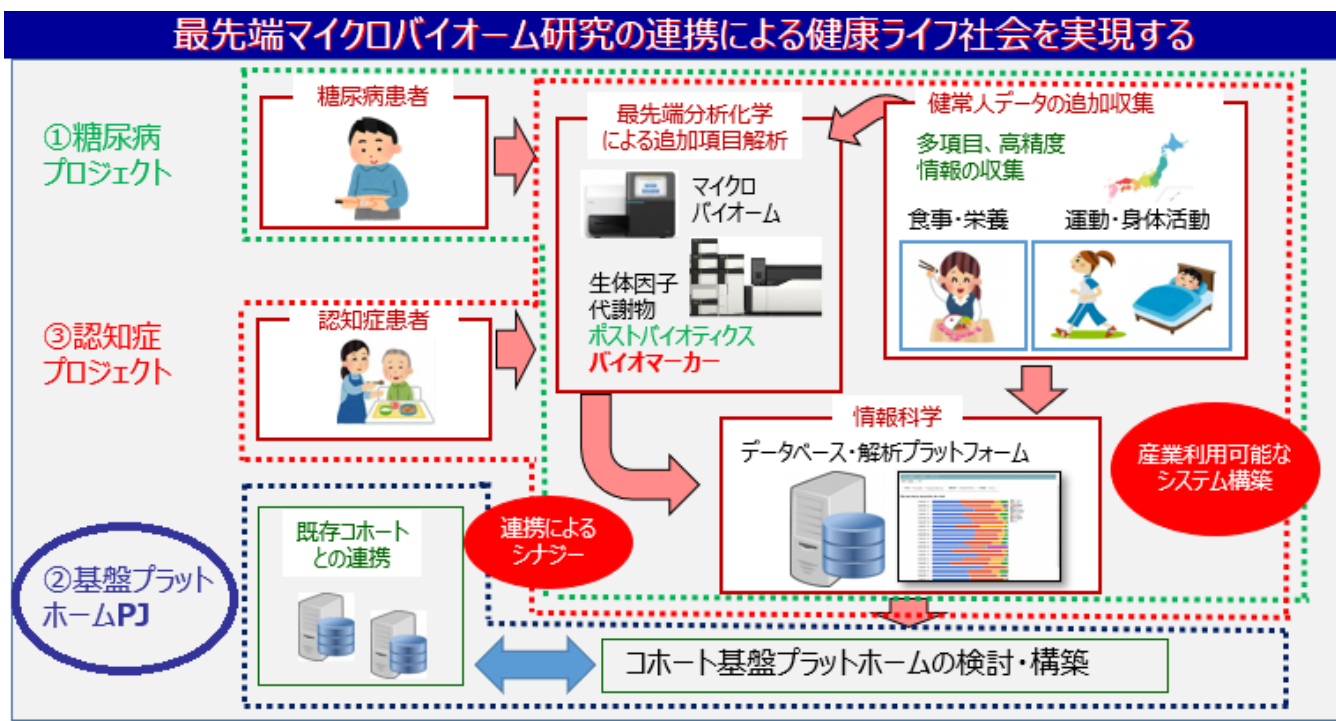 最先端マイクロバイオーム研究の連携による健康ライフ社会を実現する
①糖尿病
プロジェクト
糖尿病患者
最先端分析化学
による追加項目解析
マイクロ
バイオーム
生体因子
代謝物
ポストバイオティクス
バイオマーカー
健常人データの追加収集
多項目、高精度
情報の収集
食事・栄養
運動・身体活動
③認知症
プロジェクト
認知症患者
情報科学
データベース・解析プラットフォーム
産業利用可能な
システム構築
連携による
シナジー
②基盤プラット
ホームPJ
既存コホート
との連携
コホート基盤プラットホームの検討・構築